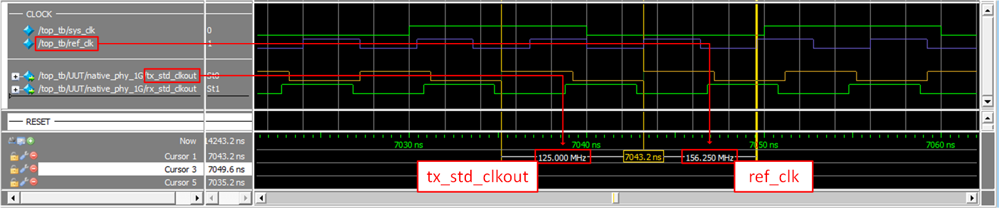 CLOCK
/top_tb/sys_clk 0
/top_tb/ref_clk 1
/top_tb/UUT/native_phy_1G/tx_std_clkout St0
/top_tb/UUT/native_phy_1G/rx_std_clkout St1
RESET
Now 14243.2 ns
7030 ns 7040 ns 7050 ns 7060 ns
Cursor 1 7043.2 ns
125.000 MHz 7043.2 ns 156.250 MHz
Cursor 3 7049.6 ns
Cursor 5 7035.2 ns
tx_std_clkout ref_clk